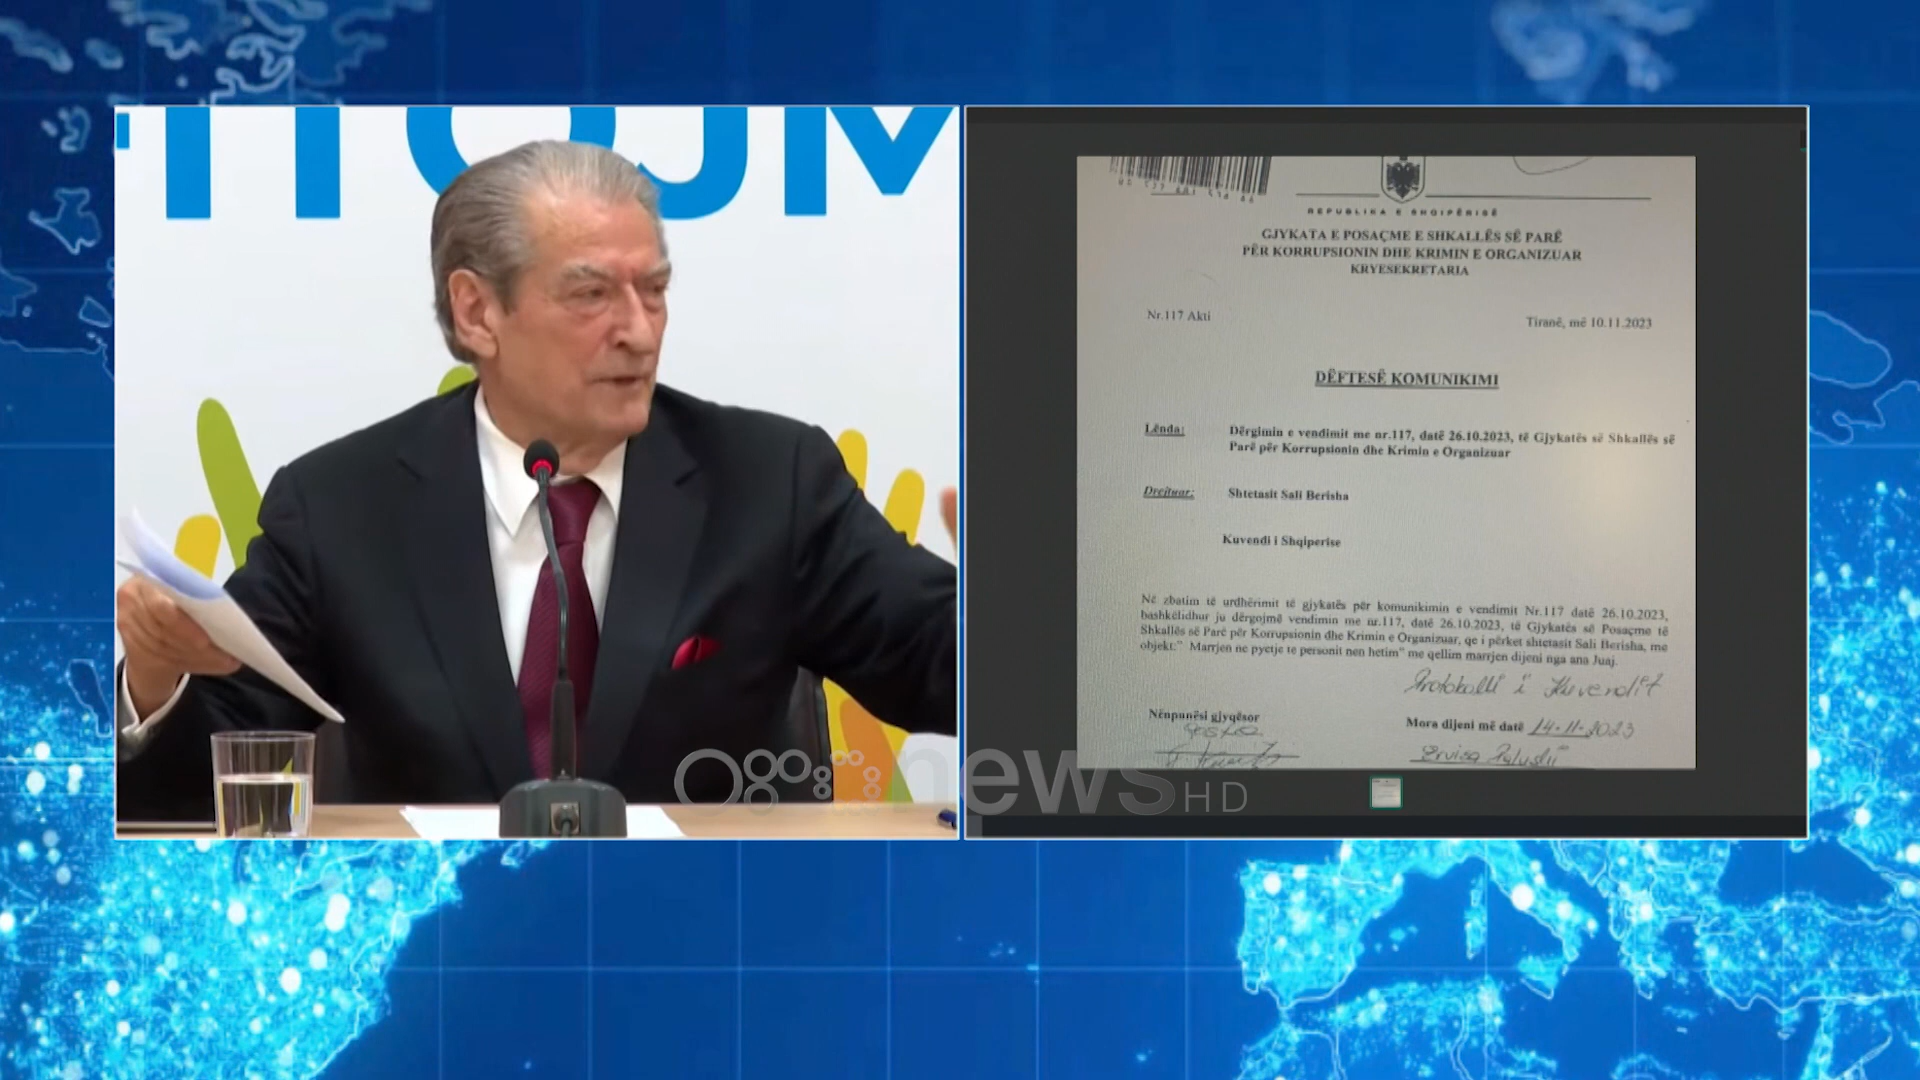 REPUBLIKA E SHQIPËRISË
GJYKATA E POSAÇME E SHKALLËS SË PARË
PËR KORRUPSIONIN DHE KRIMIN E ORGANIZUAR
KRYESEKRETARIA
Nr.117 Akti
Tiranë, më 10.11.2023
DËFTESË KOMUNIKIMI
Lënda: Dërgimin e vendimit me nr.117, datë 26.10.2023, të Gjykatës së Shkallës së
Parë për Korrupsionin dhe Krimin e Organizuar
Drejtuar: Shtetasit Sali Berisha
Kuvendi i Shqiperise
Në zbatim të urdhërimit të gjykatës për komunikimin e vendimit Nr.117 datë 26.10.2023,
bashkëlidhur ju dërgojmë vendimin me nr.117, datë 26.10.2023, të Gjykatës së Posaçme të
Shkallës së Parë për Korrupsionin dhe Krimin e Organizuar, qe i përket shtetasit Sali Berisha, me
objekt:" Marrjen ne pyetje te personit nen hetim" me qellim marrjen dijeni nga ana Juaj.
Protokolli i Kuvendit
Nënpunësi gjyqësor
Mora dijeni më datë 14.11.2023
news HD